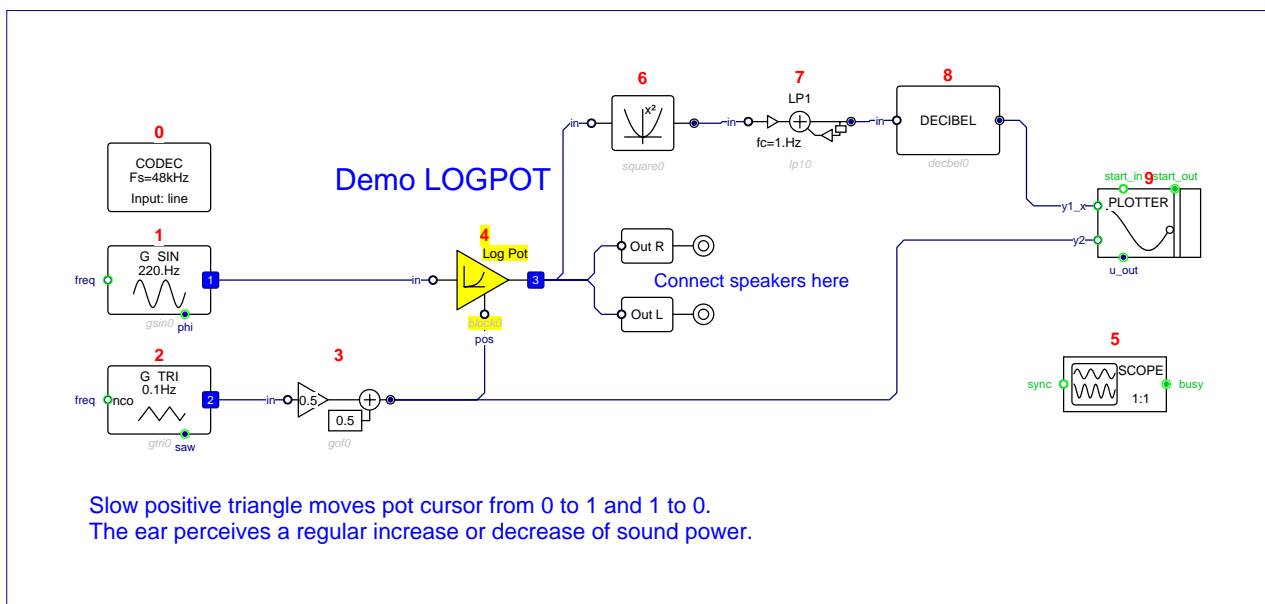 0
CODEC
Fs=48kHz
Input: line
Demo LOGPOT
1
G SIN
220.Hz
freq
1
gsin0
phi
2
G TRI
0.1Hz
freq
nco
2
gtri0
saw
3
in
0.5
0.5
gof0
4
Log Pot
in
3
block0
pos
Out R
Out L
Connect speakers here
6
in
x²
square0
7
LP1
in
fc=1.Hz
lp10
8
in
DECIBEL
decbel0
9
start_in
start_out
PLOTTER
y1_x
y2
u_out
5
SCOPE
1:1
sync
busy
Slow positive triangle moves pot cursor from 0 to 1 and 1 to 0.
The ear perceives a regular increase or decrease of sound power.